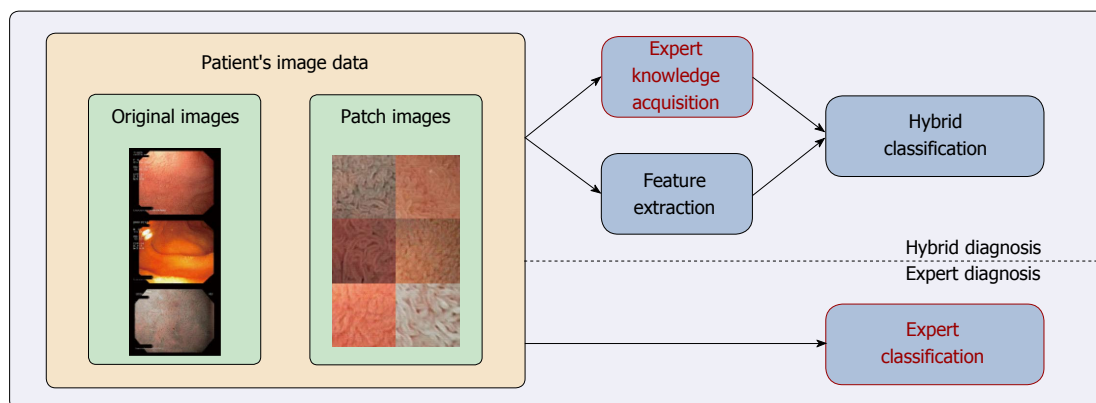 Patient's image data
Original images
Patch images
Expert
knowledge
acquisition
Feature
extraction
Hybrid
classification
Hybrid diagnosis
Expert diagnosis
Expert
classification